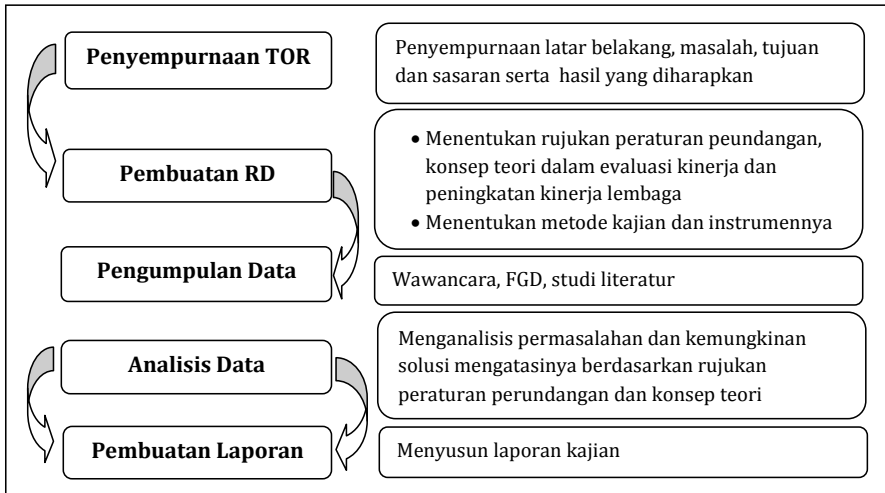 Penyempurnaan TOR
Penyempurnaan latar belakang, masalah, tujuan
dan sasaran serta hasil yang diharapkan
Pembuatan RD
• Menentukan rujukan peraturan peundangan,
konsep teori dalam evaluasi kinerja dan
peningkatan kinerja lembaga
• Menentukan metode kajian dan instrumennya
Pengumpulan Data
Wawancara, FGD, studi literatur
Analisis Data
Menganalisis permasalahan dan kemungkinan
solusi mengatasinya berdasarkan rujukan
peraturan perundangan dan konsep teori
Pembuatan Laporan
Menyusun laporan kajian